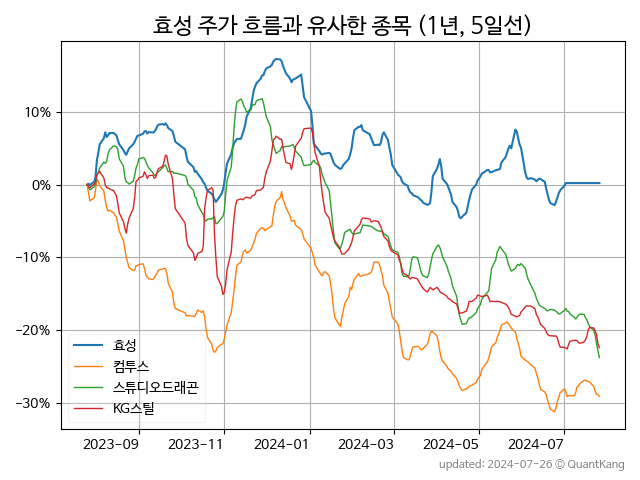 효성 주가 흐름과 유사한 종목 (1년, 5일선)
10%
0%
−10%
−20%
−30%
효성
컴투스
스튜디오드래곤
KG스틸
2023-09
2023-11
2024-01
2024-03
2024-05
2024-07
updated: 2024-07-26 © QuantKang